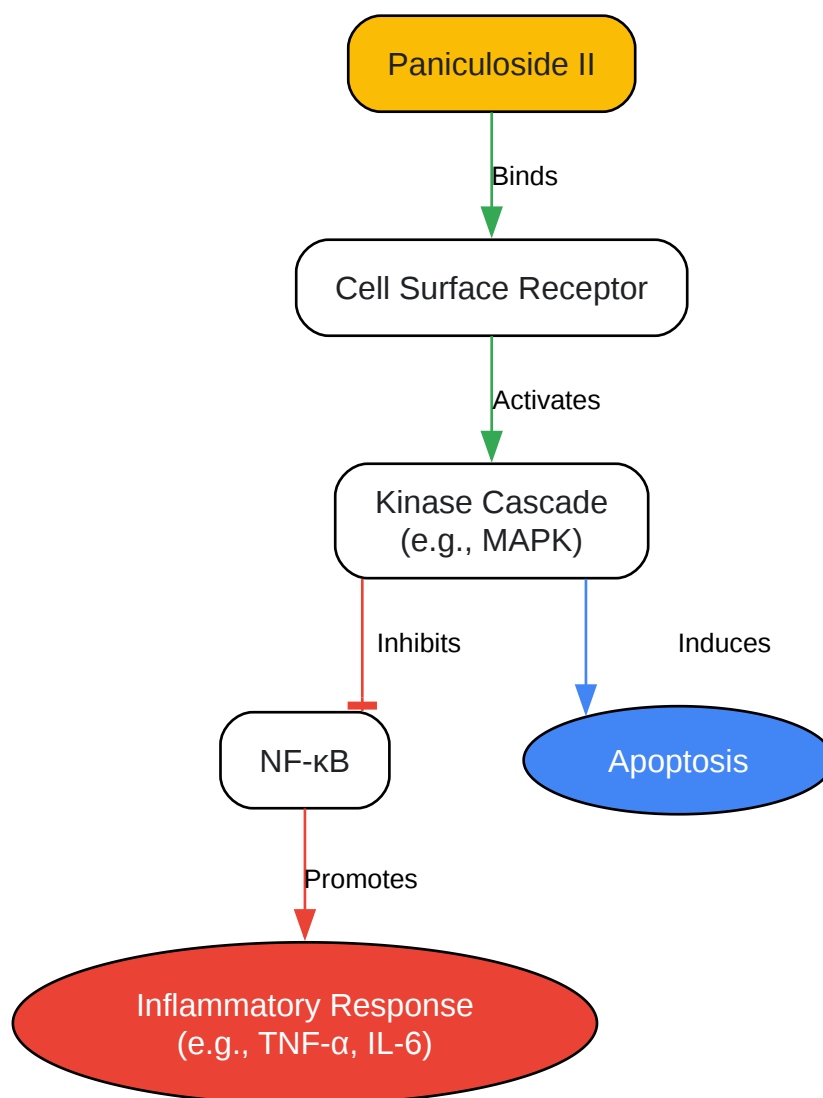 Paniculoside II
Binds
Cell Surface Receptor
Activates
Kinase Cascade
(e.g., MAPK)
Inhibits
Induces
NF-κB
Apoptosis
Promotes
Inflammatory Response
(e.g., TNF-α, IL-6)